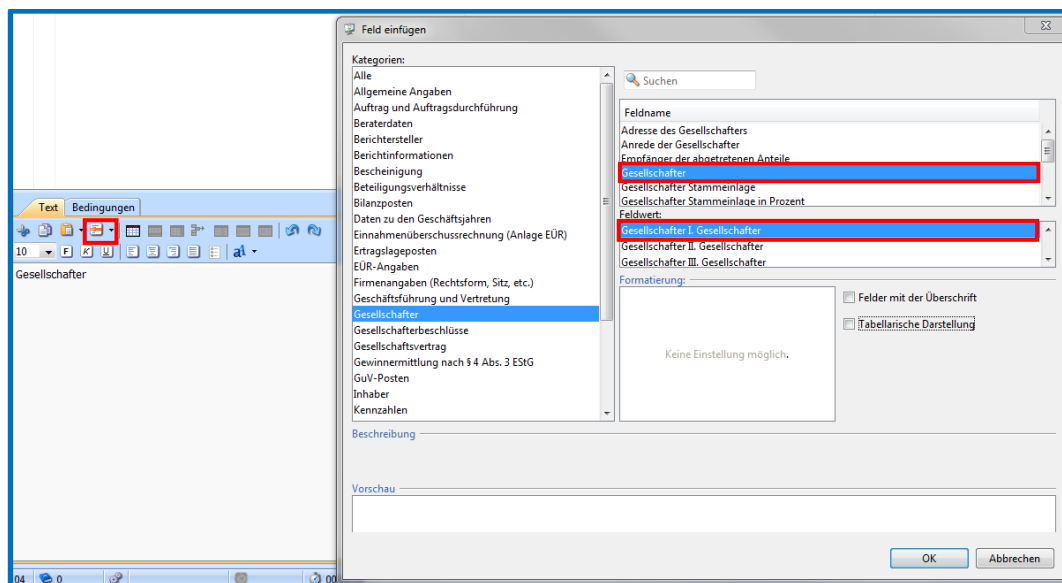 Feld einfügen
Kategorien:
Alle
Allgemeine Angaben
Auftrag und Auftragsdurchführung
Beraterdaten
Berichtersteller
Berichtinformationen
Bescheinigung
Beteiligungsverhältnisse
Bilanzposten
Daten zu den Geschäftsjahren
Einnahmenüberschussrechnung (Anlage EÜR)
Ertragslageposten
EÜR-Angaben
Firmenangaben (Rechtsform, Sitz, etc.)
Geschäftsführung und Vertretung
Gesellschafter
Gesellschafterbeschlüsse
Gesellschaftsvertrag
Gewinnermittlung nach § 4 Abs. 3 EStG
GuV-Posten
Inhaber
Kennzahlen
Suchen
Feldname
Adresse des Gesellschafters
Anrede der Gesellschafter
Empfänger der abgetretenen Anteile
Gesellschafter
Gesellschafter Stammeinlage
Gesellschafter Stammeinlage in Prozent
Feldwert:
Gesellschafter I. Gesellschafter
Gesellschafter II. Gesellschafter
Gesellschafter III. Gesellschafter
Formatierung:
Keine Einstellung möglich.
Felder mit der Überschrift
Tabellarische Darstellung
Beschreibung
Vorschau
OK Abbrechen
Text Bedingungen
10 F K U a
Gesellschafter
04 0 00